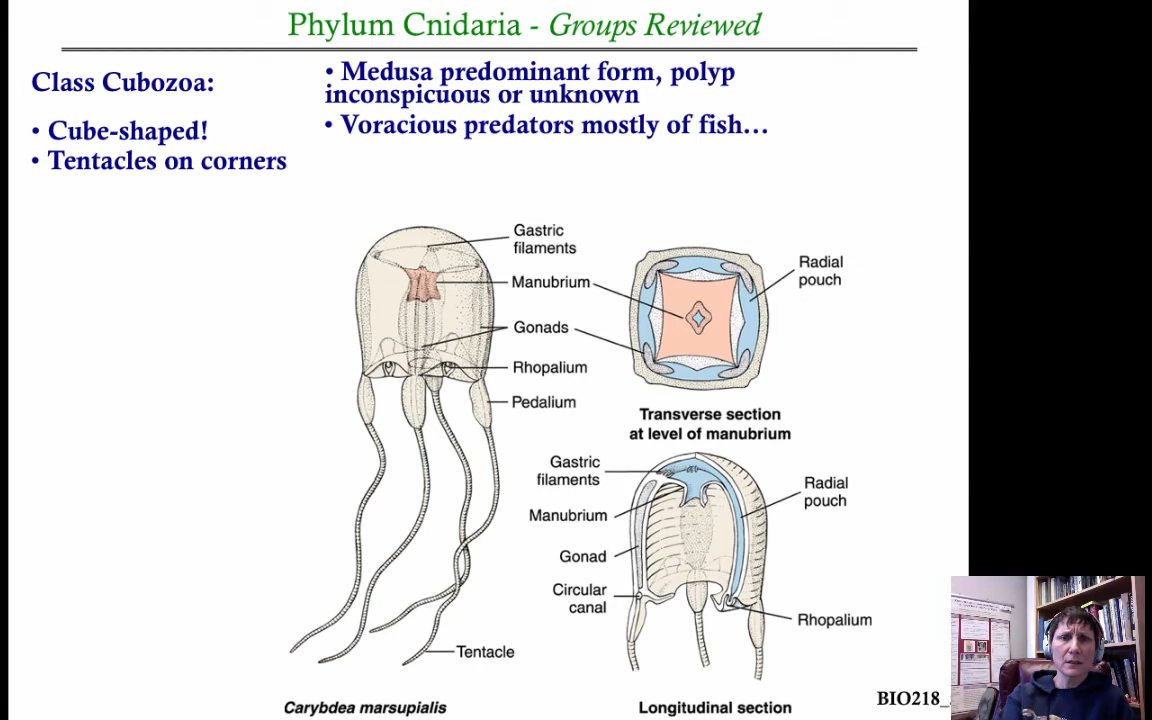 Phylum Cnidaria - Groups Reviewed
Class Cubozoa:
• Cube-shaped!
• Tentacles on corners
• Medusa predominant form, polyp
inconspicuous or unknown
• Voracious predators mostly of fish…
Gastric
filaments
Manubrium
Gonads
Rhopalium
Pedalium
Tentacle
Carybdea marsupialis
Radial
pouch
Transverse section
at level of manubrium
Gastric
filaments
Manubrium
Gonad
Circular
canal
Radial
pouch
Rhopalium
Longitudinal section
BIO218_